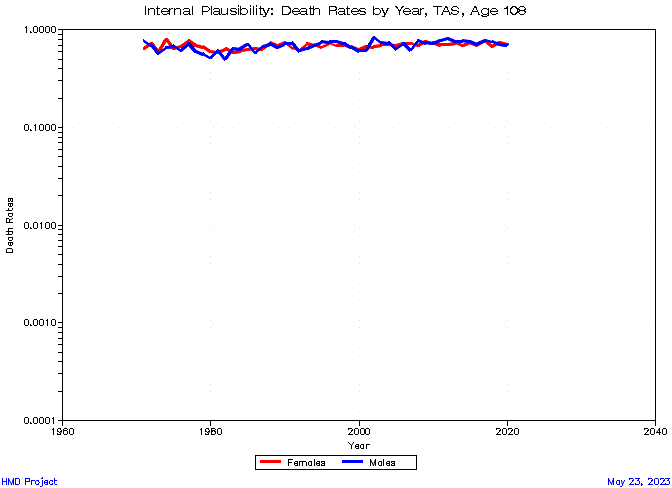 Internal Plausibility: Death Rates by Year, TAS, Age 108
1.0000
0.1000
0.0100
0.0010
0.0001
Death Rates
1960
1980
2000
2020
2040
Year
Females
Males
HMD Project
May 23, 2023